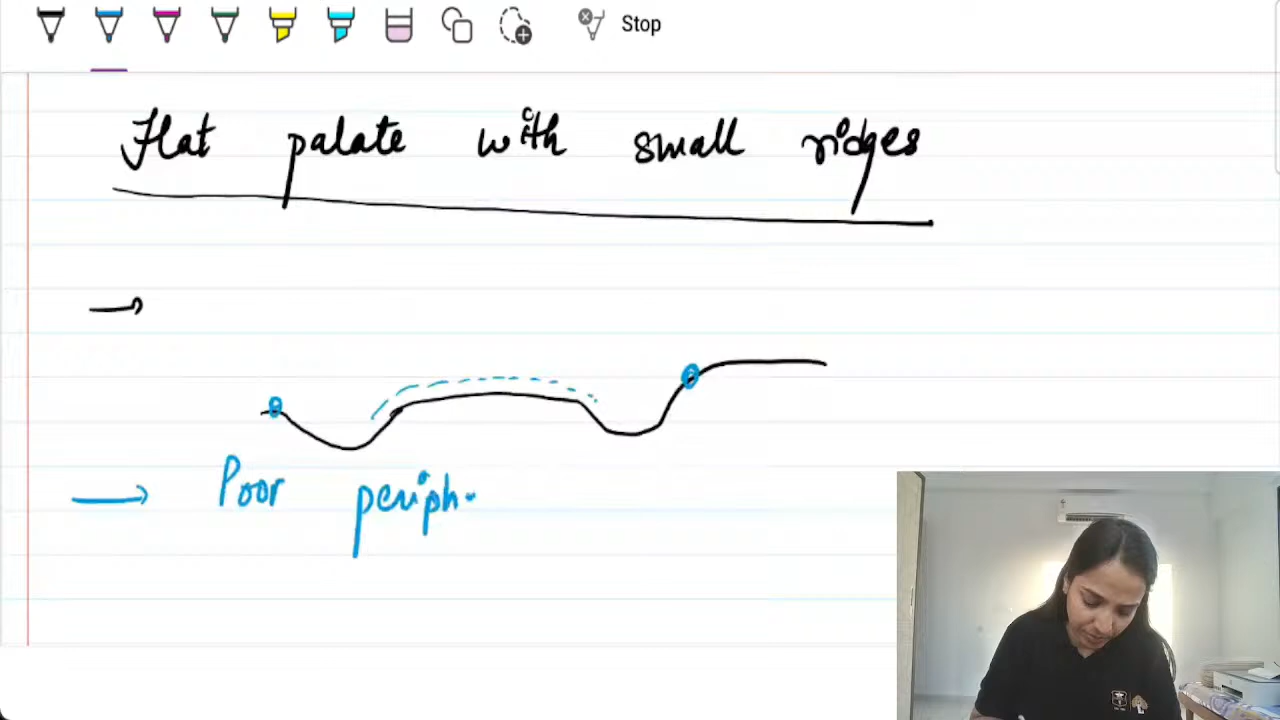 Stop
Flat palate with small ridges
→
→ Poor periph